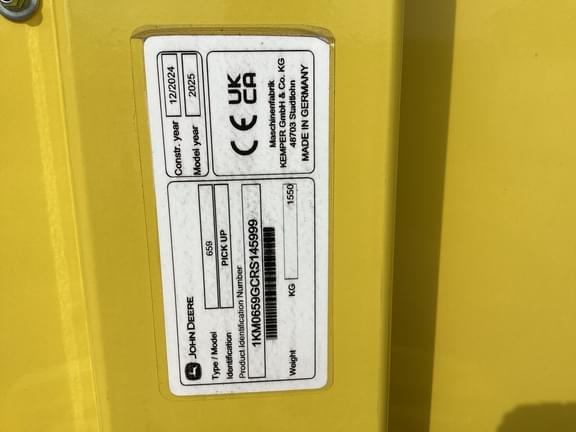 JOHN DEERE
Type / Model 659
Identification PICK UP
Product Identification Number
1KM0659GCRS145999
Weight KG 1550
Constr. year 12/2024
Model year 2025
CE UK CA
Maschinenfabrik
KEMPER GmbH & Co. KG
48703 Stadtlohn
MADE IN GERMANY